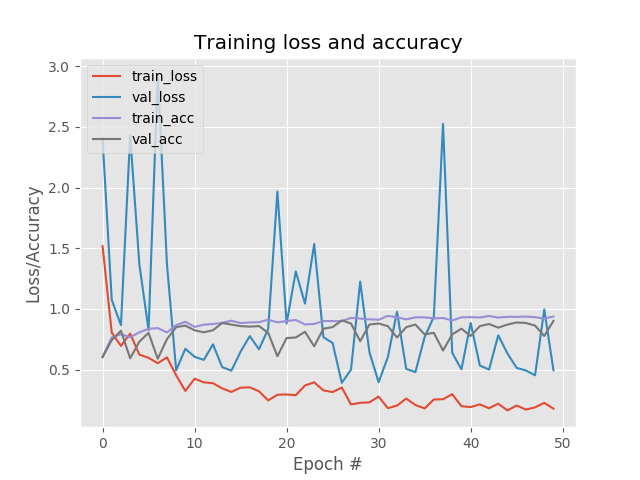 Training loss and accuracy
3.0
2.5
2.0
1.5
1.0
0.5
Loss/Accuracy
train_loss
val_loss
train_acc
val_acc
0
10
20
30
40
50
Epoch #